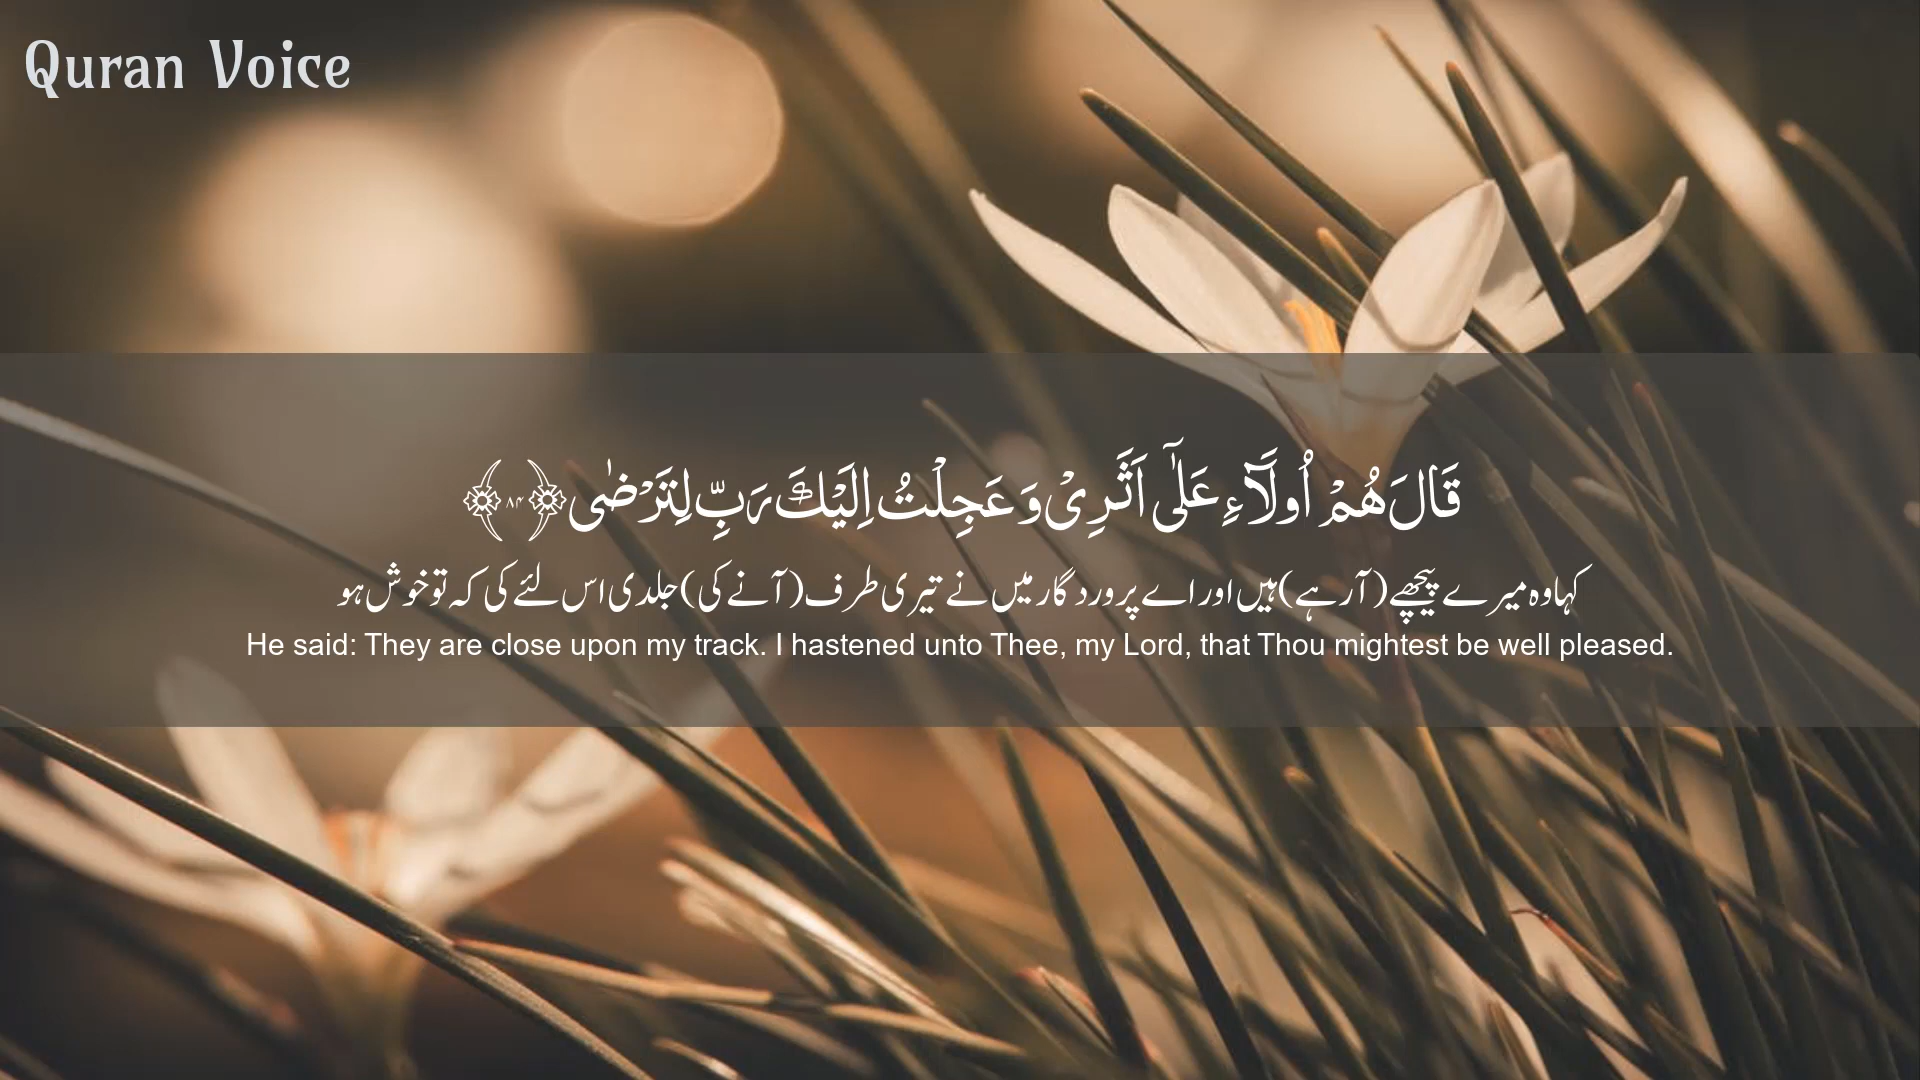 Quran Voice
قَالَ هُمْ اُولَآءِ عَلٰٓى اَثَرِىْ وَ عَجِلْتُ اِلَيْكَ رَبِّ لِتَرْضٰى ﴿۸۴﴾
کہا وہ میرے پیچھے (آ رہے) ہیں اور اے پروردگار میں نے تیری طرف (آنے کی) جلدی اس لئے کی کہ تو خوش ہو
He said: They are close upon my track. I hastened unto Thee, my Lord, that Thou mightest be well pleased.